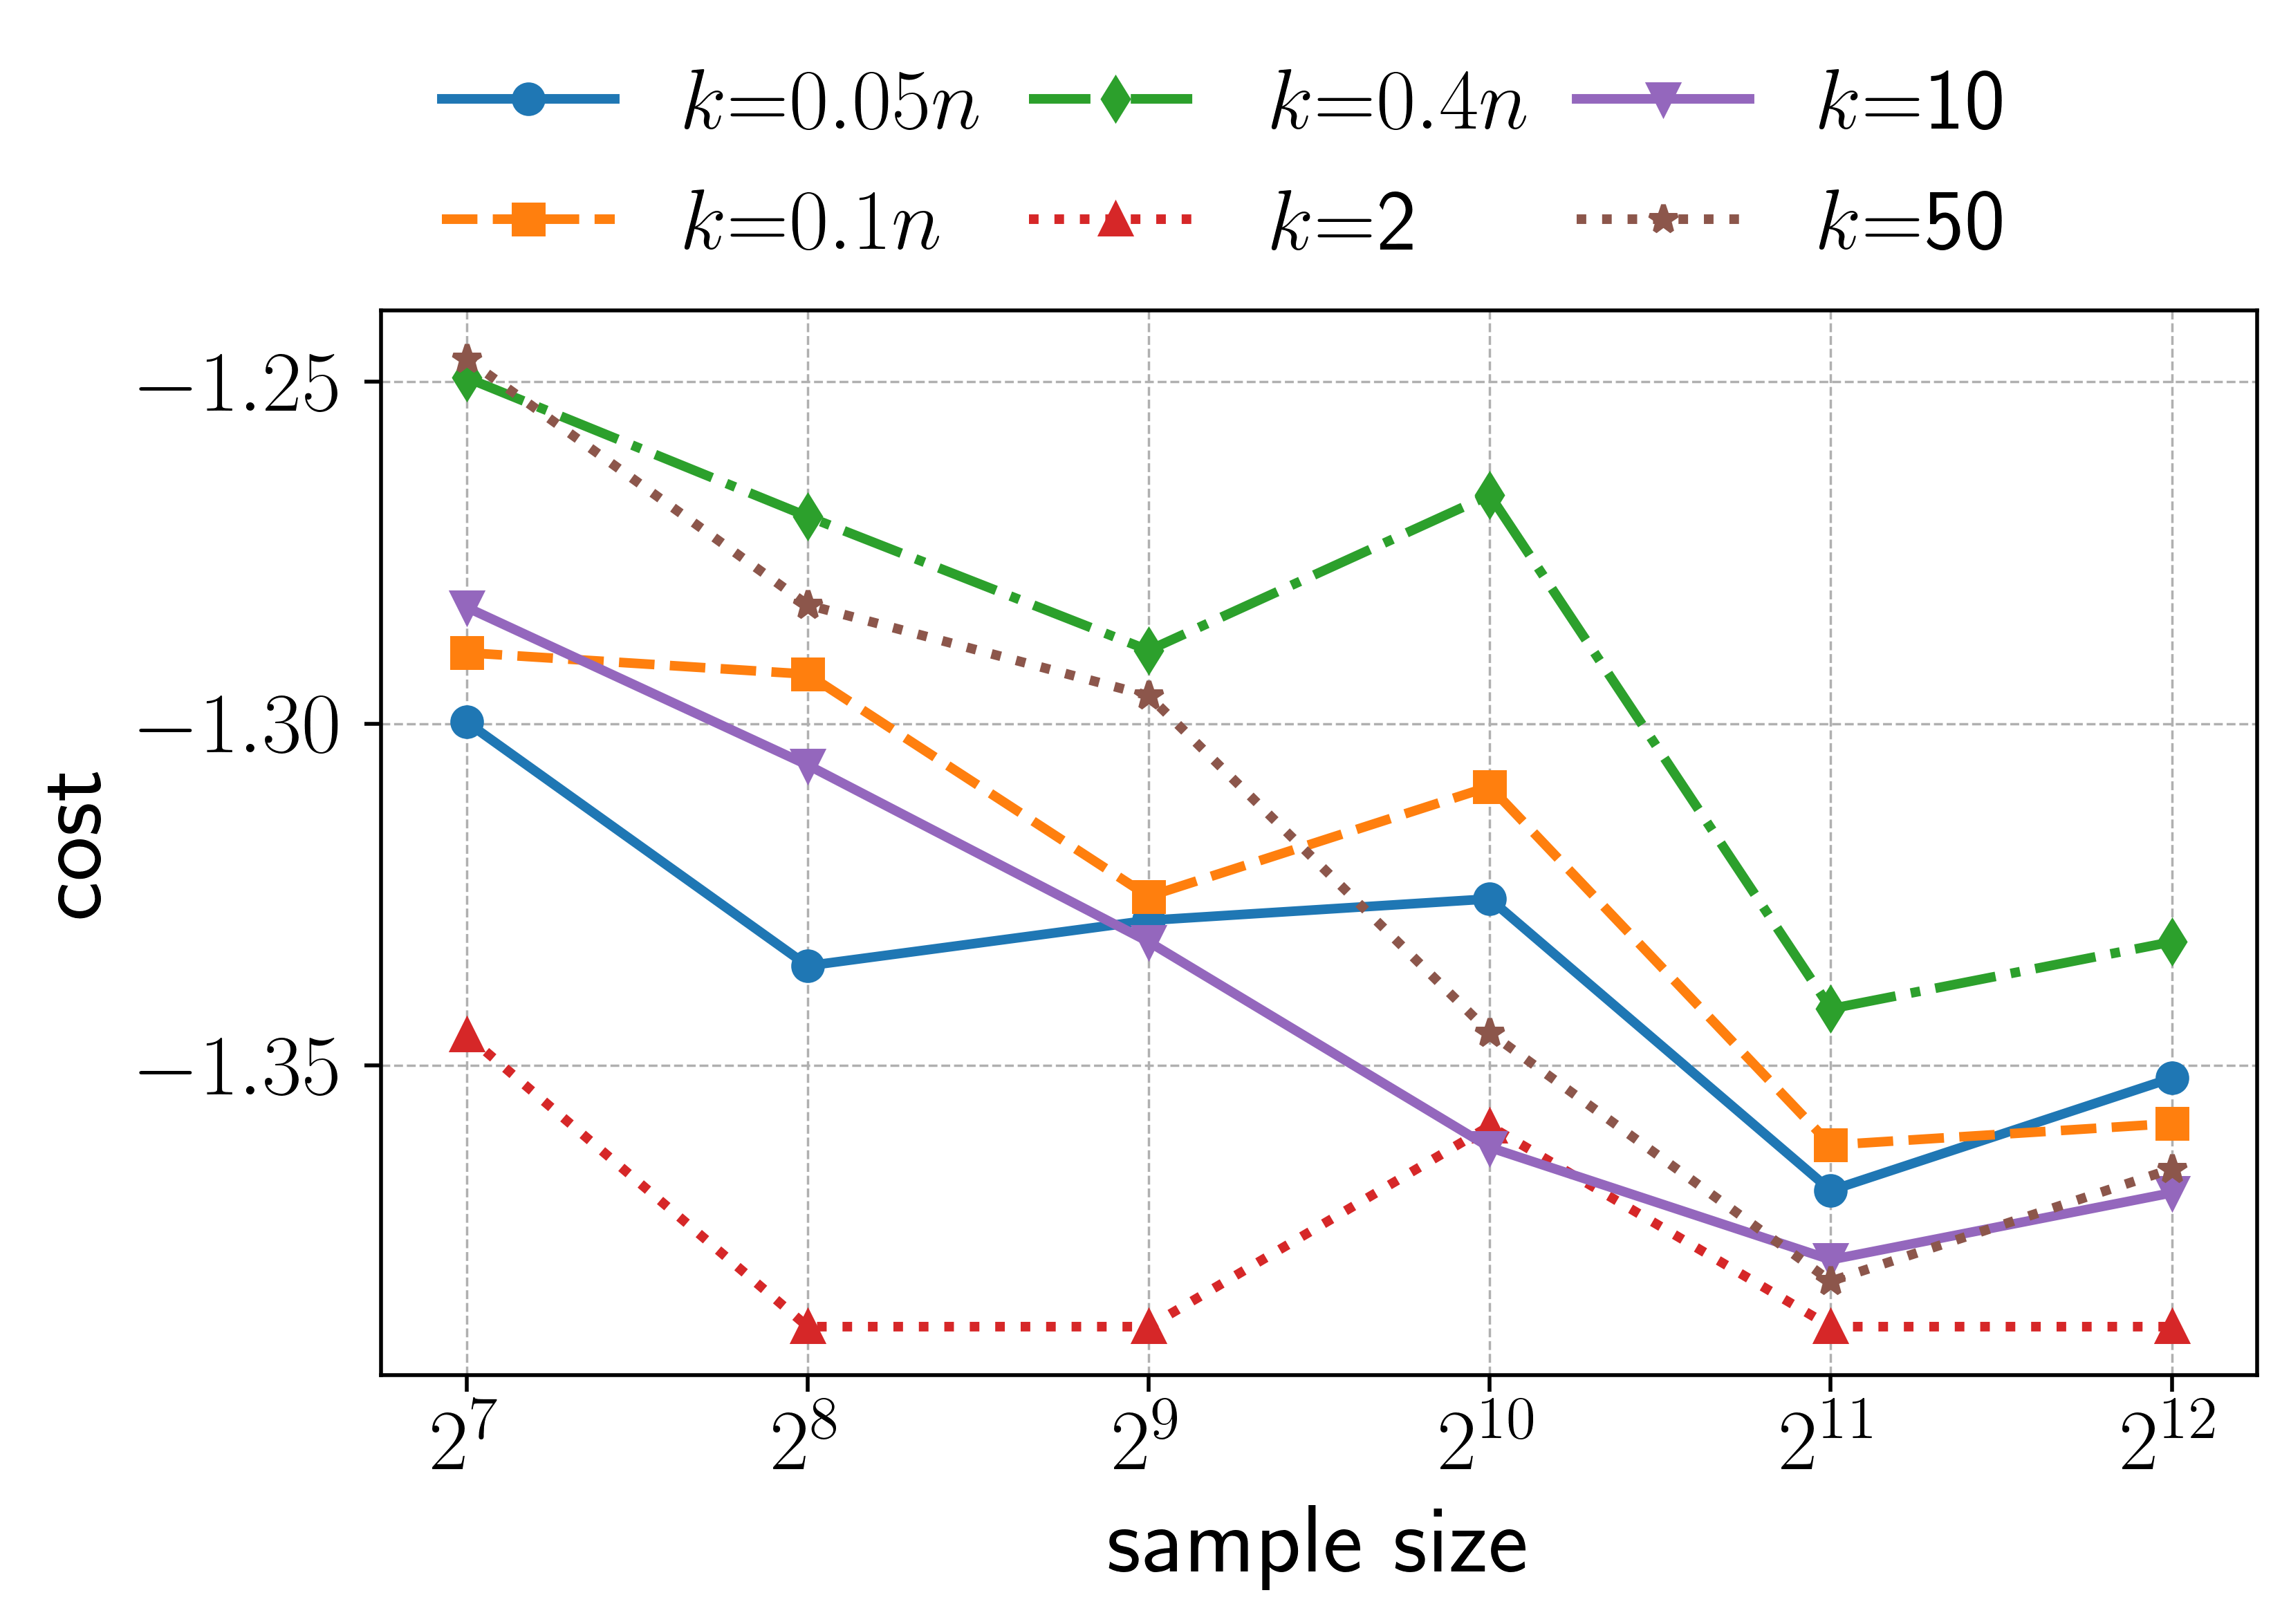 k=0.05n k=0.4n k=10
k=0.1n k=2 k=50
−1.25
−1.30
−1.35
cost
2^7 2^8 2^9 2^10 2^11 2^12
sample size